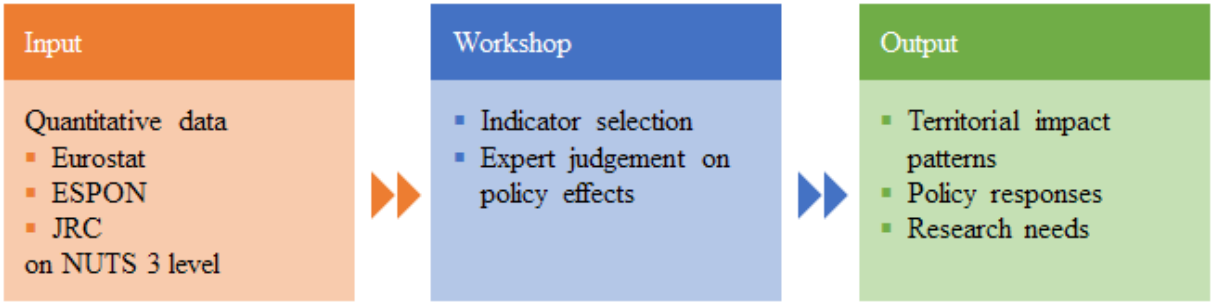 Input
Quantitative data
▪ Eurostat
▪ ESPON
▪ JRC
on NUTS 3 level
Workshop
▪ Indicator selection
▪ Expert judgement on
policy effects
Output
▪ Territorial impact
patterns
▪ Policy responses
▪ Research needs